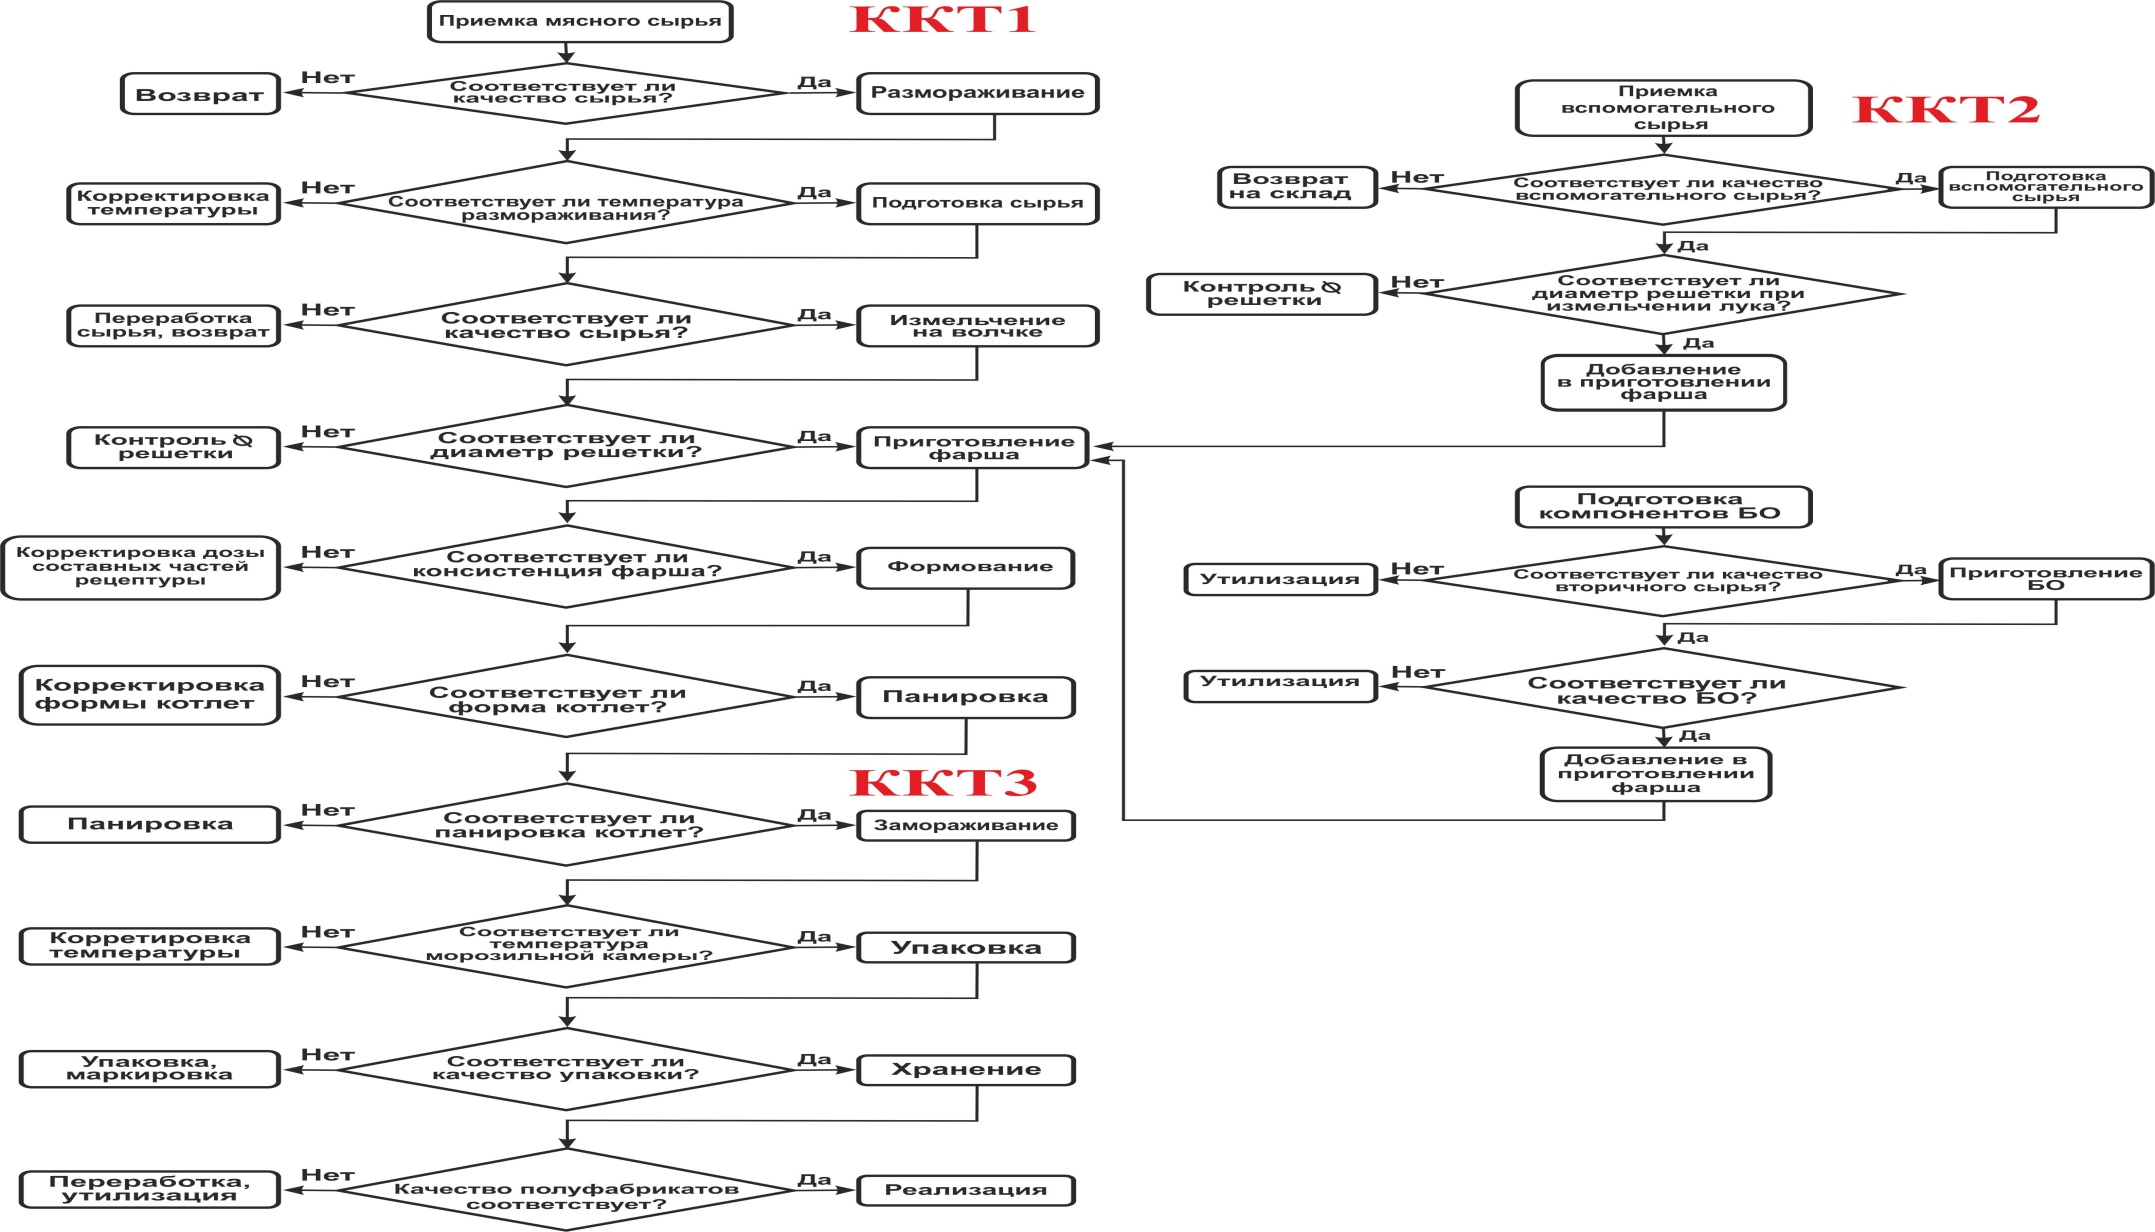 Приемка мясного сырья
ККТ1
Соответствует ли
качество сырья?
Нет
Возврат
Да
Размораживание
Соответствует ли температура
размораживания?
Нет
Корректировка
температуры
Да
Подготовка сырья
Соответствует ли
качество сырья?
Нет
Переработка
сырья, возврат
Да
Измельчение
на волчке
Соответствует ли
диаметр решетки?
Нет
Контроль ∅
решетки
Да
Приготовление
фарша
Соответствует ли
консистенция фарша?
Нет
Корректировка дозы
составных частей
рецептуры
Да
Формование
Соответствует ли
форма котлет?
Нет
Корректировка
формы котлет
Да
Панировка
ККТ3
Соответствует ли
панировка котлет?
Нет
Панировка
Да
Замораживание
Соответствует ли
температура
морозильной камеры?
Нет
Корретировка
температуры
Да
Упаковка
Соответствует ли
качество упаковки?
Нет
Упаковка,
маркировка
Да
Хранение
Качество полуфабрикатов
соответствует?
Нет
Переработка,
утилизация
Да
Реализация
Приемка
вспомогательного
сырья
ККТ2
Соответствует ли качество
вспомогательного сырья?
Нет
Возврат
на склад
Да
Подготовка
вспомогательного
сырья
Да
Соответствует ли
диаметр решетки при
измельчении лука?
Нет
Контроль ∅
решетки
Да
Добавление
в приготовлении
фарша
Подготовка
компонентов БО
Соответствует ли качество
вторичного сырья?
Нет
Утилизация
Да
Приготовление
БО
Да
Соответствует ли
качество БО?
Нет
Утилизация
Да
Добавление в
приготовлении
фарша